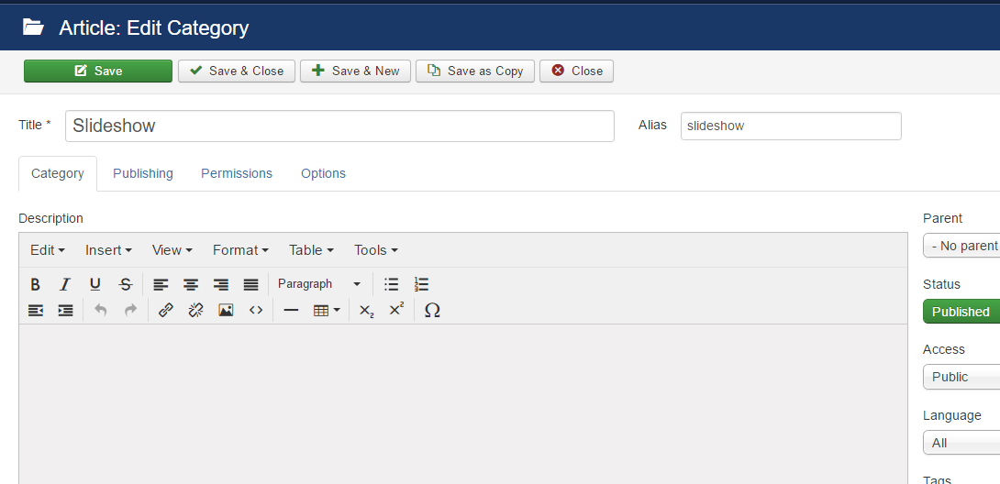 Article: Edit Category
Save Save & Close Save & New Save as Copy Close
Title * Slideshow Alias slideshow
Category Publishing Permissions Options
Description
Edit Insert View Format Table Tools
B I U S Paragraph
Parent
- No parent
Status
Published
Access
Public
Language
All
Tags